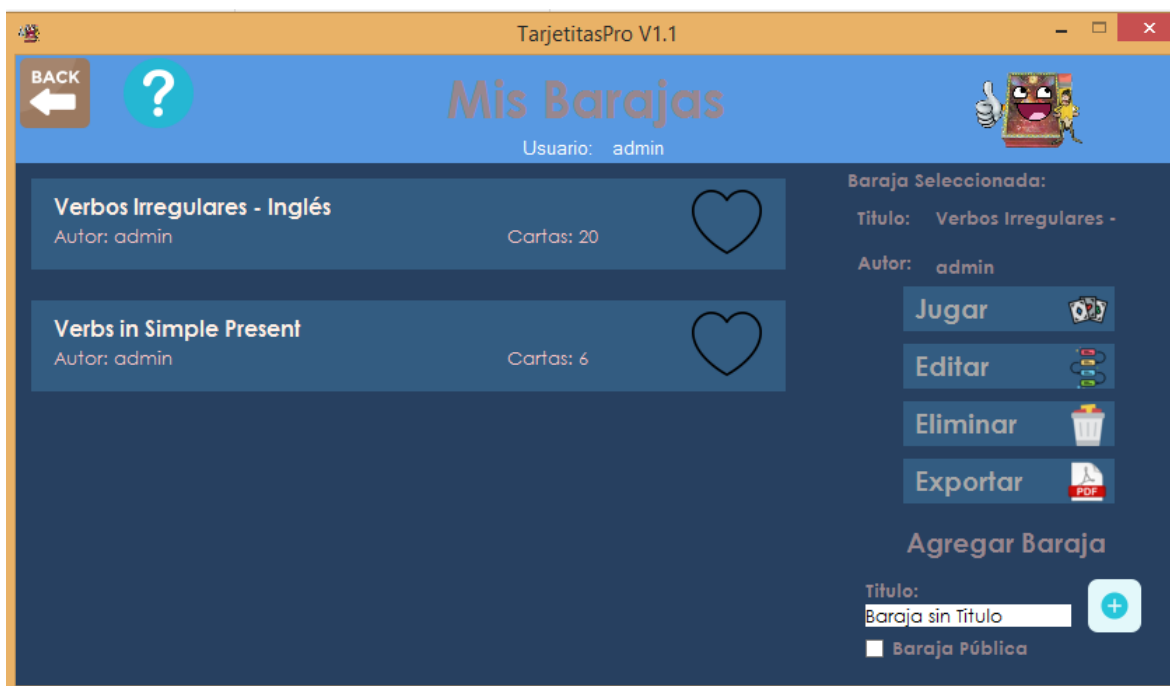 TarjetitasPro V1.1
BACK
?
Mis Barajas
Usuario: admin
Verbos Irregulares - Inglés
Autor: admin
Cartas: 20
Verbs in Simple Present
Autor: admin
Cartas: 6
Baraja Seleccionada:
Titulo: Verbos Irregulares -
Autor: admin
Jugar
Editar
Eliminar
Exportar
PDF
Agregar Baraja
Titulo:
Baraja sin Titulo
Baraja Pública